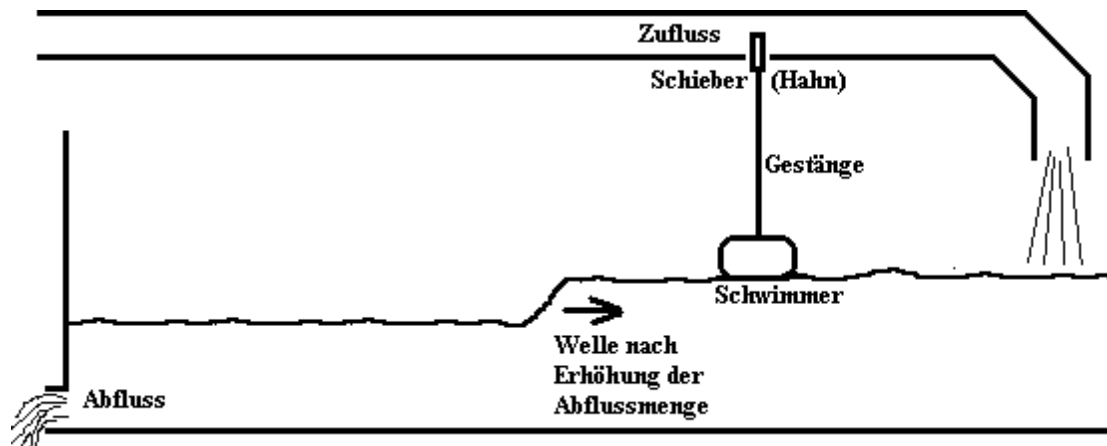 Zufluss
Schieber (Hahn)
Gestänge
Schwimmer
Welle nach
Erhöhung der
Abflussmenge
Abfluss